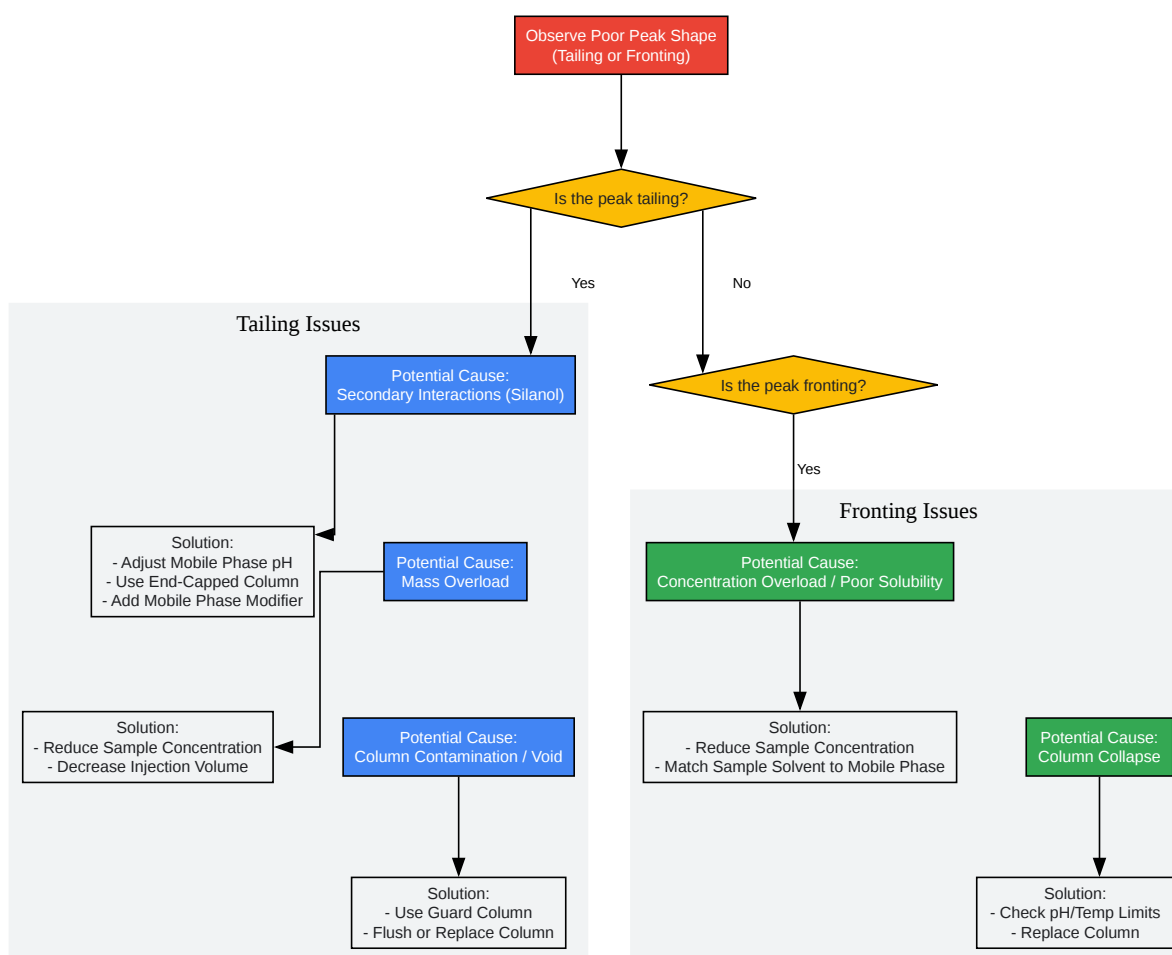 Observe Poor Peak Shape
(Tailing or Fronting)
Is the peak tailing?
Yes
No
Tailing Issues
Potential Cause:
Secondary Interactions (Silanol)
Is the peak fronting?
Yes
Fronting Issues
Solution:
- Adjust Mobile Phase pH
- Use End-Capped Column
- Add Mobile Phase Modifier
Potential Cause:
Mass Overload
Potential Cause:
Concentration Overload / Poor Solubility
Solution:
- Reduce Sample Concentration
- Decrease Injection Volume
Potential Cause:
Column Contamination / Void
Solution:
- Reduce Sample Concentration
- Match Sample Solvent to Mobile Phase
Potential Cause:
Column Collapse
Solution:
- Use Guard Column
- Flush or Replace Column
Solution:
- Check pH/Temp Limits
- Replace Column